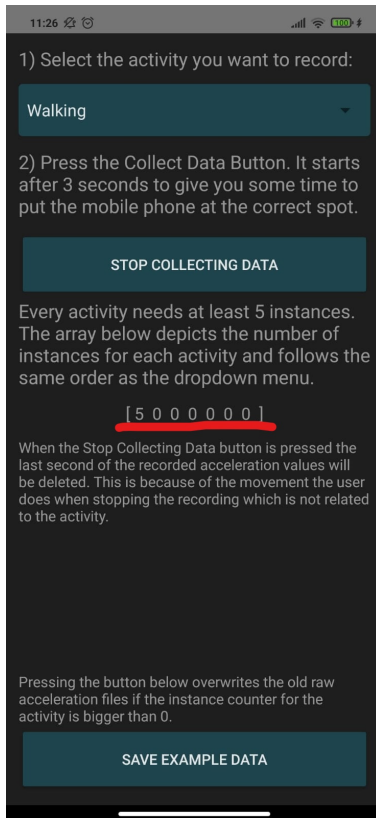 11:26
100
1) Select the activity you want to record:
Walking
2) Press the Collect Data Button. It starts
after 3 seconds to give you some time to
put the mobile phone at the correct spot.
STOP COLLECTING DATA
Every activity needs at least 5 instances.
The array below depicts the number of
instances for each activity and follows the
same order as the dropdown menu.
[ 5 0 0 0 0 0 0 ]
When the Stop Collecting Data button is pressed the
last second of the recorded acceleration values will
be deleted. This is because of the movement the user
does when stopping the recording which is not related
to the activity.
Pressing the button below overwrites the old raw
acceleration files if the instance counter for the
activity is bigger than 0.
SAVE EXAMPLE DATA